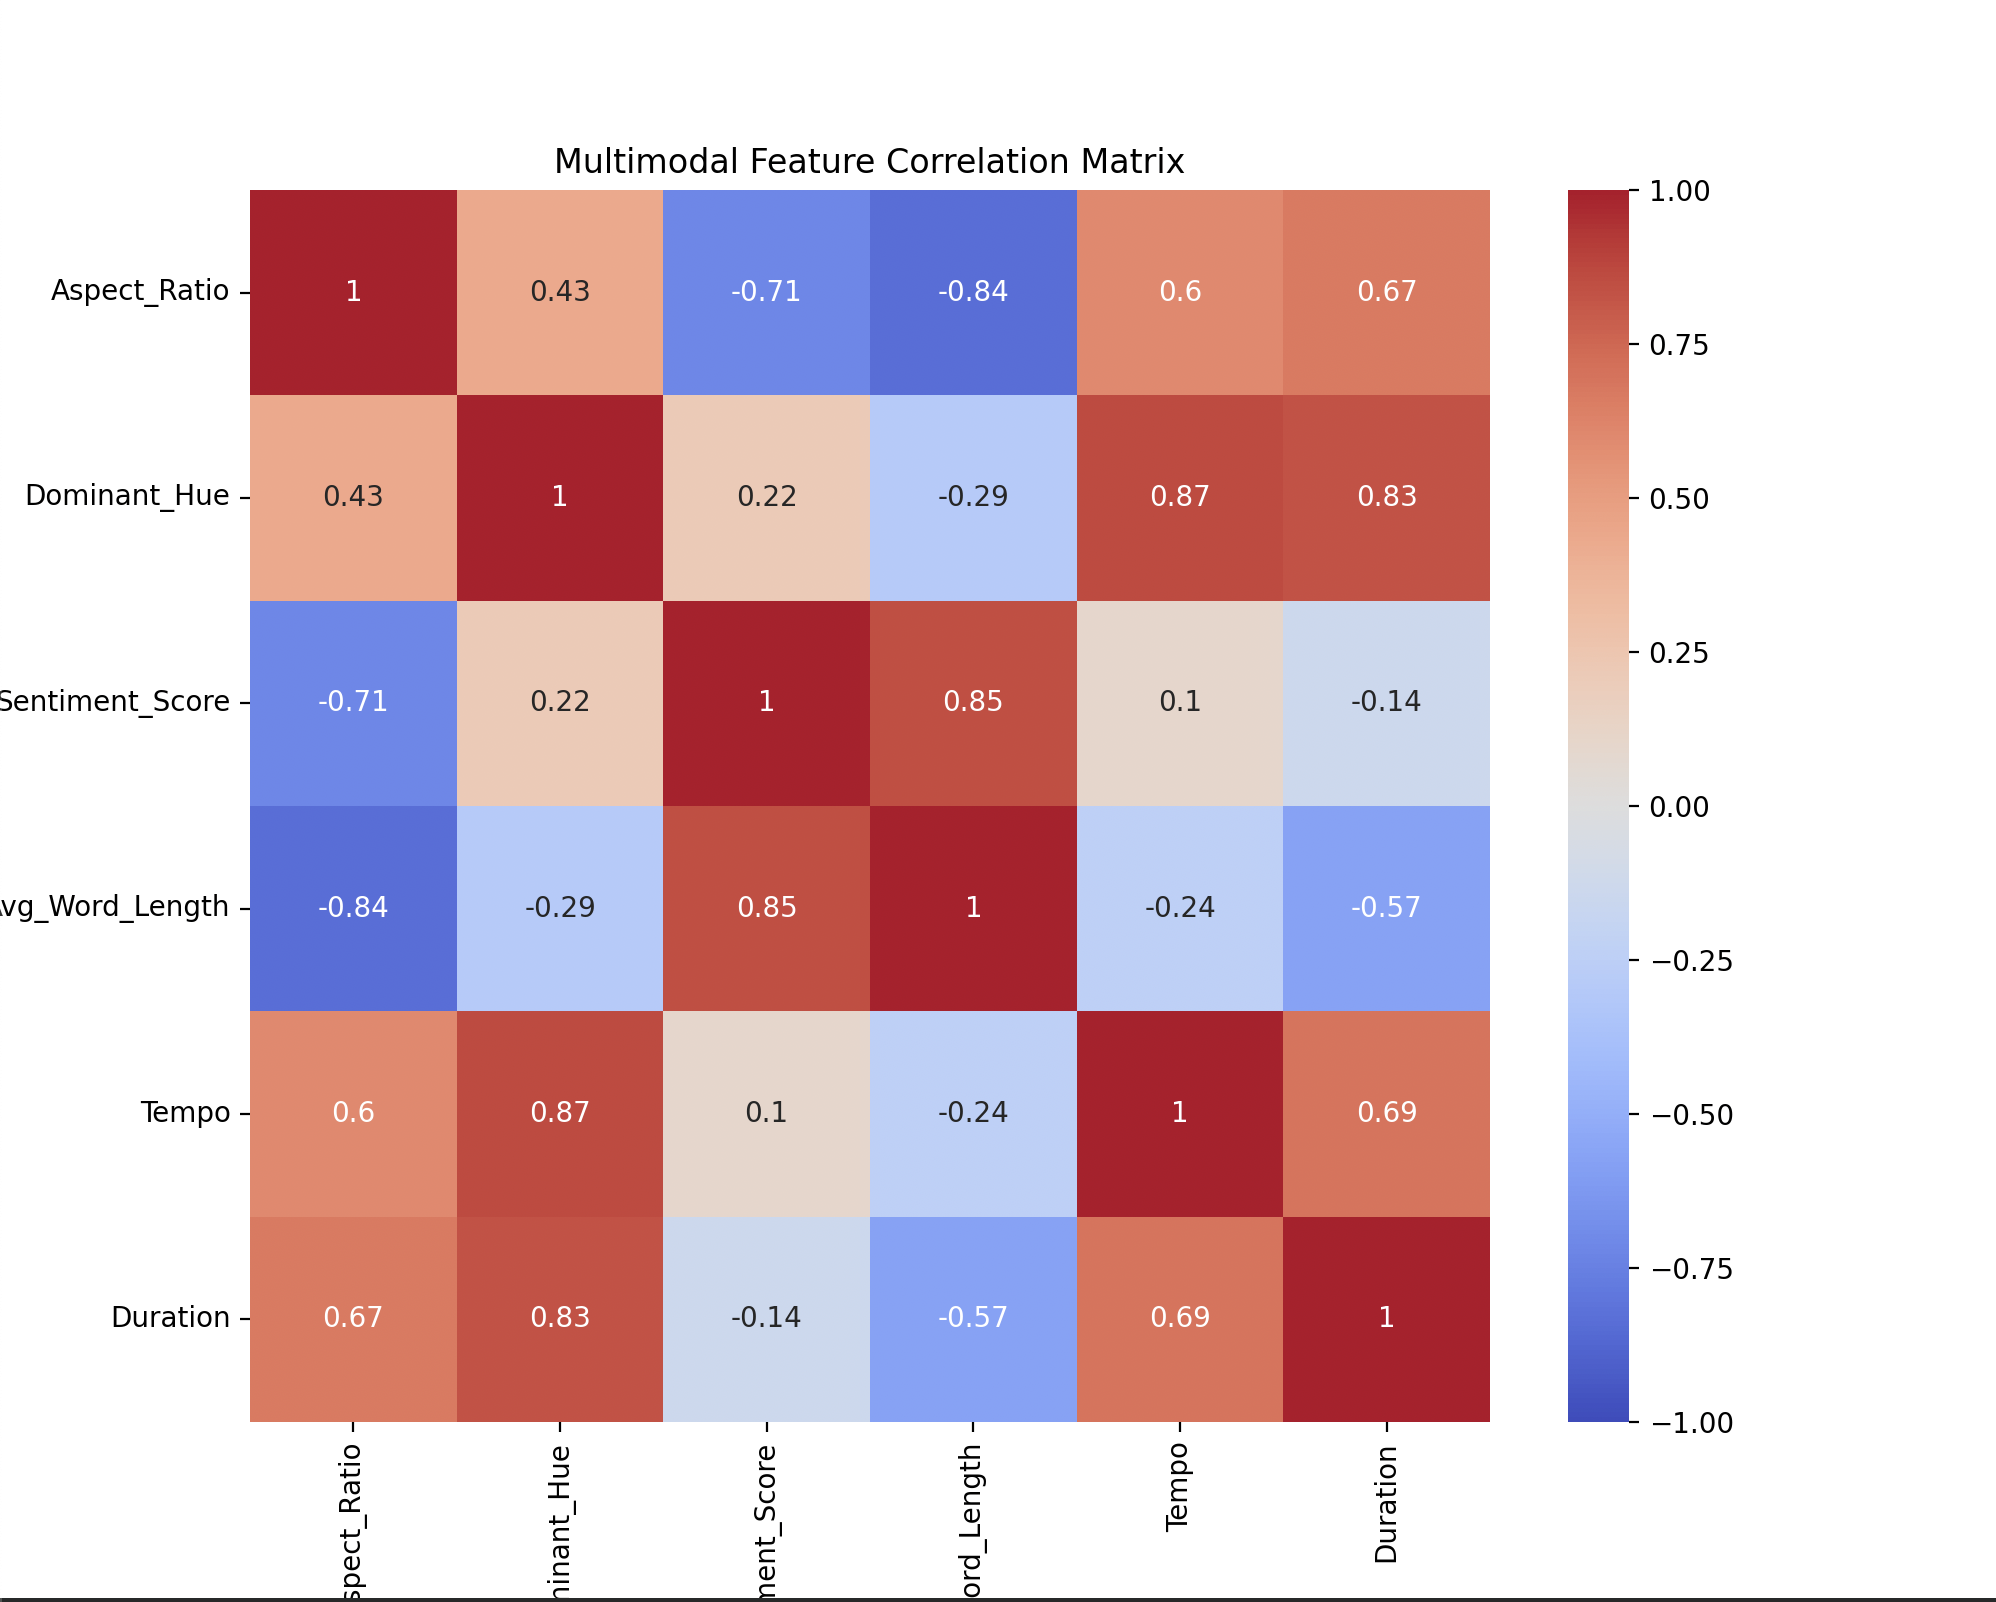 Multimodal Feature Correlation Matrix
Aspect_Ratio 1 0.43 -0.71 -0.84 0.6 0.67
Dominant_Hue 0.43 1 0.22 -0.29 0.87 0.83
Sentiment_Score -0.71 0.22 1 0.85 0.1 -0.14
vg_Word_Length -0.84 -0.29 0.85 1 -0.24 -0.57
Tempo 0.6 0.87 0.1 -0.24 1 0.69
Duration 0.67 0.83 -0.14 -0.57 0.69 1
spect_Ratio
minant_Hue
ment_Score
ord_Length
Tempo
Duration
1.00
0.75
0.50
0.25
0.00
−0.25
−0.50
−0.75
−1.00